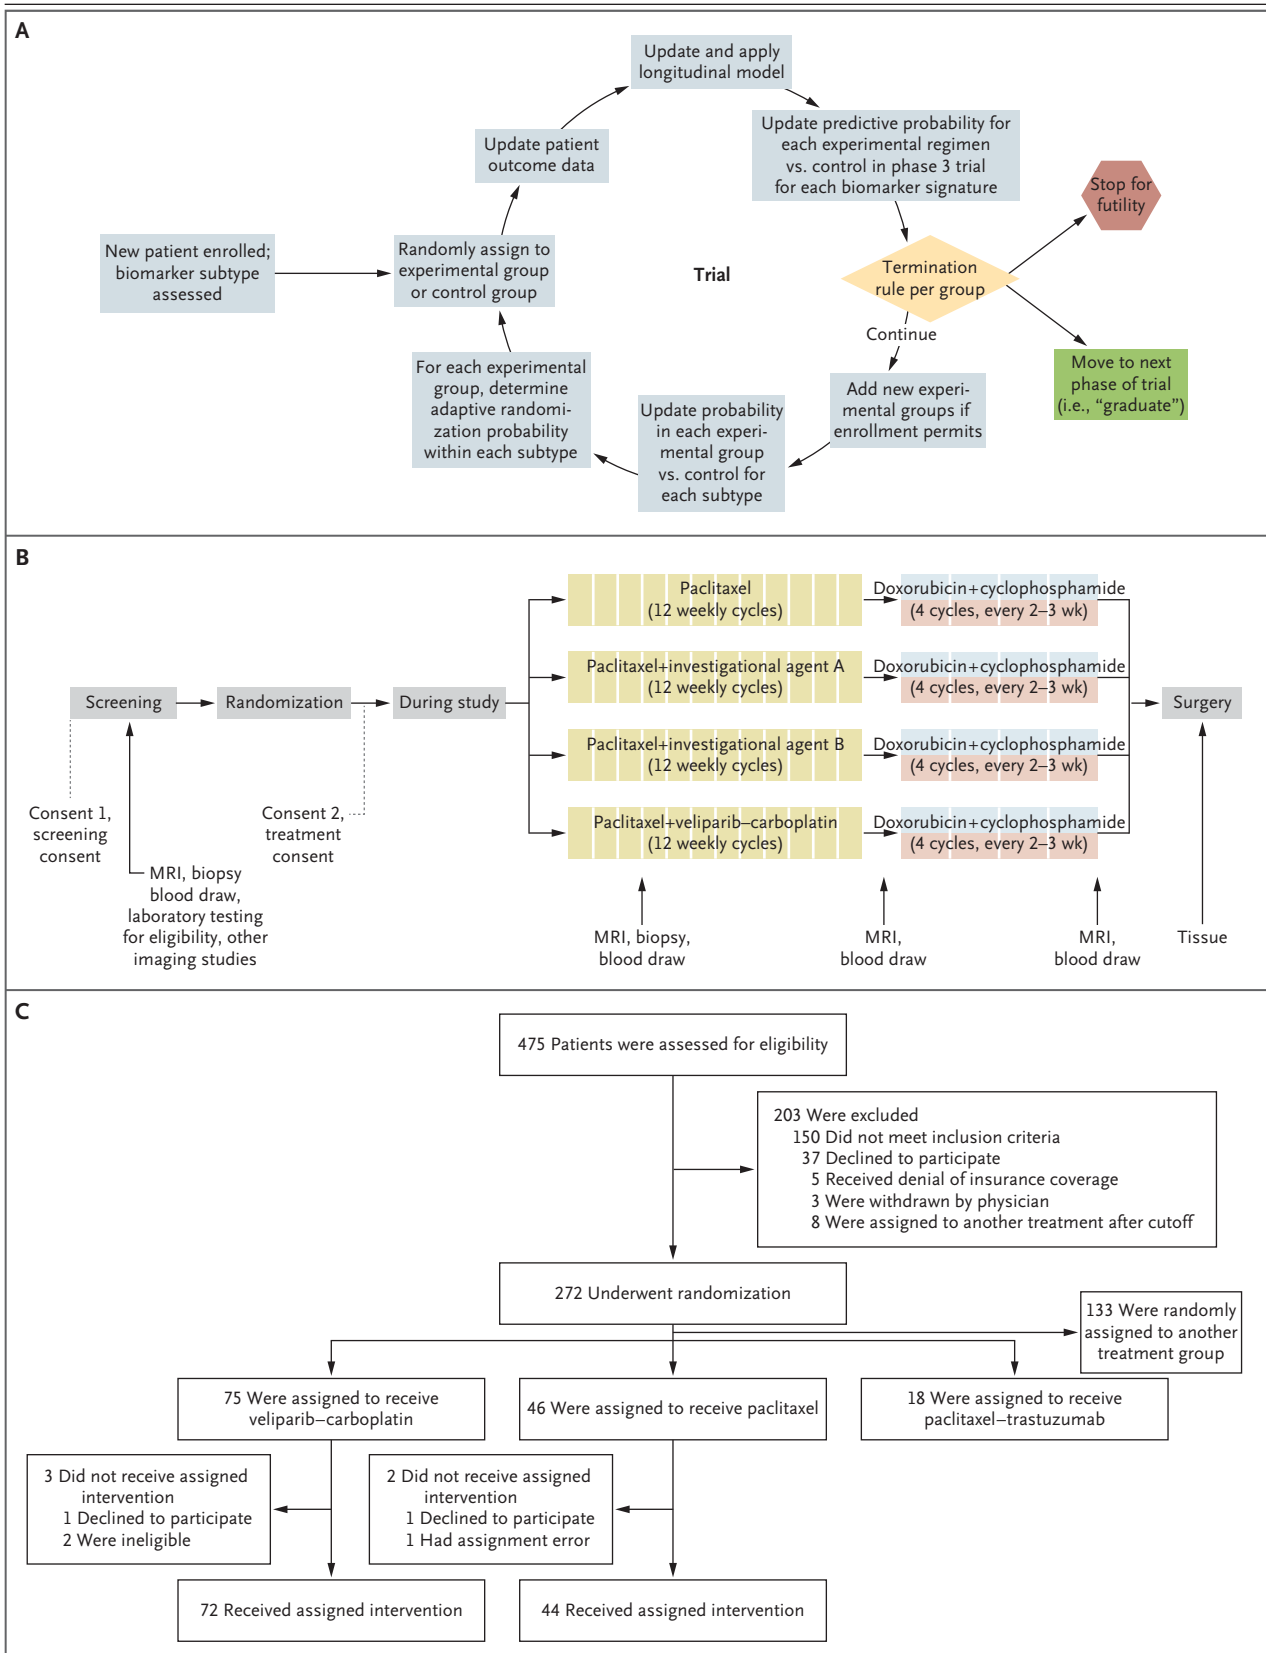 A
Update and apply
longitudinal model
Update predictive probability for
each experimental regimen
vs. control in phase 3 trial
for each biomarker signature
Update patient
outcome data
Stop for
futility
New patient enrolled;
biomarker subtype
assessed
Randomly assign to
experimental group
or control group
Trial
Termination
rule per group
Continue
Move to next
phase of trial
(i.e., “graduate”)
Add new experi-
mental groups if
enrollment permits
Update probability
in each experi-
mental group
vs. control for
each subtype
For each experimental
group, determine
adaptive randomi-
zation probability
within each subtype
B
Screening
Randomization
During study
Paclitaxel
(12 weekly cycles)
Doxorubicin+cyclophosphamide
(4 cycles, every 2–3 wk)
Paclitaxel+investigational agent A
(12 weekly cycles)
Doxorubicin+cyclophosphamide
(4 cycles, every 2–3 wk)
Paclitaxel+investigational agent B
(12 weekly cycles)
Doxorubicin+cyclophosphamide
(4 cycles, every 2–3 wk)
Paclitaxel+veliparib–carboplatin
(12 weekly cycles)
Doxorubicin+cyclophosphamide
(4 cycles, every 2–3 wk)
Surgery
Consent 1,
screening
consent
MRI, biopsy
blood draw,
laboratory testing
for eligibility, other
imaging studies
Consent 2,
treatment
consent
MRI, biopsy,
blood draw
MRI,
blood draw
MRI,
blood draw
Tissue
C
475 Patients were assessed for eligibility
203 Were excluded
150 Did not meet inclusion criteria
37 Declined to participate
5 Received denial of insurance coverage
3 Were withdrawn by physician
8 Were assigned to another treatment after cutoff
272 Underwent randomization
133 Were randomly
assigned to another
treatment group
75 Were assigned to receive
veliparib–carboplatin
46 Were assigned to receive paclitaxel
18 Were assigned to receive
paclitaxel–trastuzumab
3 Did not receive assigned
intervention
1 Declined to participate
2 Were ineligible
2 Did not receive assigned
intervention
1 Declined to participate
1 Had assignment error
72 Received assigned intervention
44 Received assigned intervention